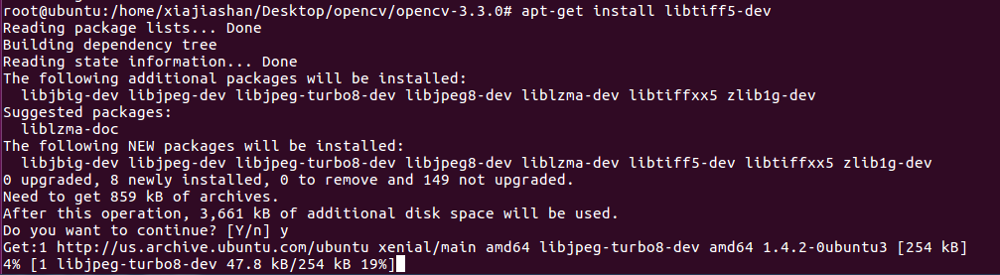 root@ubuntu:/home/xiajiashan/Desktop/opencv/opencv-3.3.0# apt-get install libtiff5-dev
Reading package lists... Done
Building dependency tree
Reading state information... Done
The following additional packages will be installed:
  libjbig-dev libjpeg-dev libjpeg-turbo8-dev libjpeg8-dev liblzma-dev libtiffxx5 zlib1g-dev
Suggested packages:
  liblzma-doc
The following NEW packages will be installed:
  libjbig-dev libjpeg-dev libjpeg-turbo8-dev libjpeg8-dev liblzma-dev libtiff5-dev libtiffxx5 zlib1g-dev
0 upgraded, 8 newly installed, 0 to remove and 149 not upgraded.
Need to get 859 kB of archives.
After this operation, 3,661 kB of additional disk space will be used.
Do you want to continue? [Y/n] y
Get:1 http://us.archive.ubuntu.com/ubuntu xenial/main amd64 libjpeg-turbo8-dev amd64 1.4.2-0ubuntu3 [254 kB]
4% [1 libjpeg-turbo8-dev 47.8 kB/254 kB 19%]